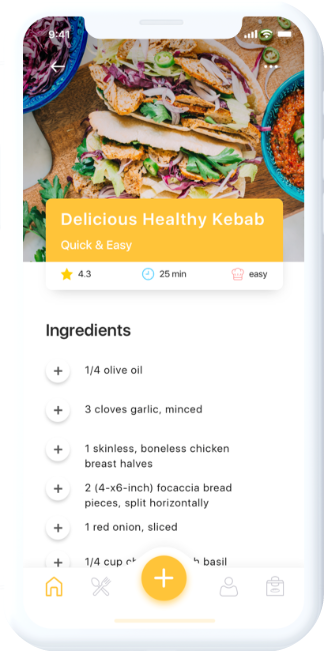 9:41
Delicious Healthy Kebab
Quick & Easy
4.3 25 min easy
Ingredients
1/4 olive oil
3 cloves garlic, minced
1 skinless, boneless chicken
breast halves
2 (4-x6-inch) focaccia bread
pieces, split horizontally
1 red onion, sliced
1/4 cup basil